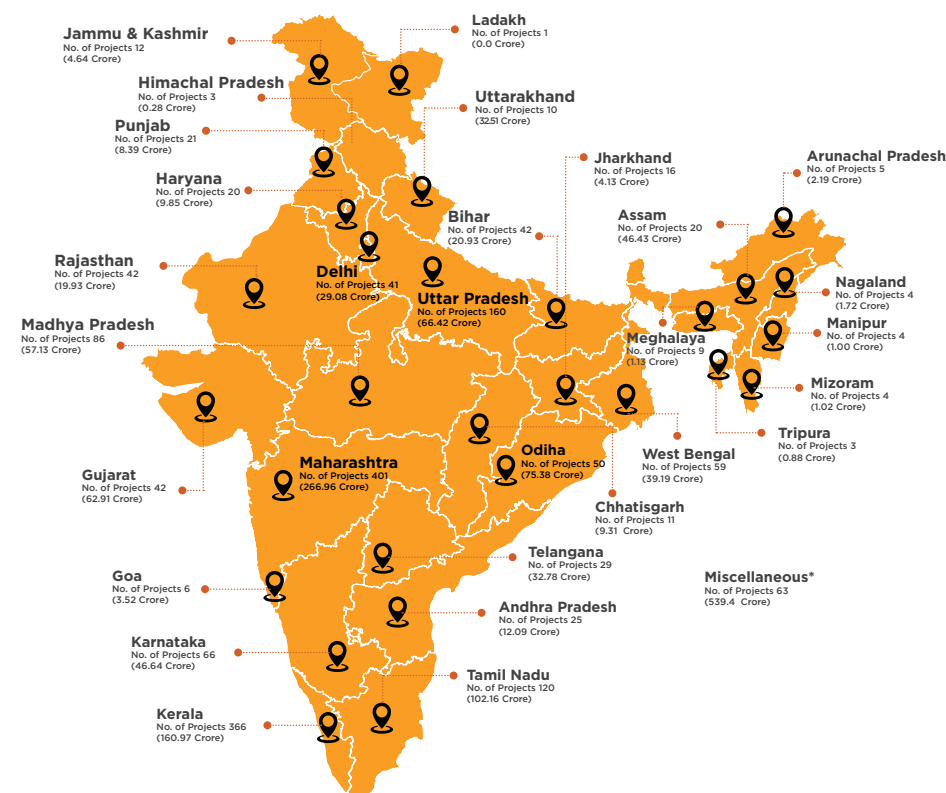 Ladakh
No. of Projects 1
(0.0 Crore)
Jammu & Kashmir
No. of Projects 12
(4.64 Crore)
Himachal Pradesh
No. of Projects 3
(0.28 Crore)
Uttarakhand
No. of Projects 10
(32.51 Crore)
Punjab
No. of Projects 21
(8.39 Crore)
Jharkhand
No. of Projects 16
(4.13 Crore)
Arunachal Pradesh
No. of Projects 5
(2.19 Crore)
Haryana
No. of Projects 20
(9.85 Crore)
Bihar
No. of Projects 42
(20.93 Crore)
Assam
No. of Projects 20
(46.43 Crore)
Rajasthan
No. of Projects 42
(19.93 Crore)
Delhi
No. of Projects 41
(29.08 Crore)
Uttar Pradesh
No. of Projects 160
(66.42 Crore)
Nagaland
No. of Projects 4
(1.72 Crore)
Madhya Pradesh
No. of Projects 86
(57.13 Crore)
Meghalaya
No. of Projects 9
(1.13 Crore)
Manipur
No. of Projects 4
(1.00 Crore)
Mizoram
No. of Projects 4
(1.02 Crore)
Tripura
No. of Projects 3
(0.88 Crore)
Gujarat
No. of Projects 42
(62.91 Crore)
Maharashtra
No. of Projects 401
(266.96 Crore)
Odiha
No. of Projects 50
(75.38 Crore)
West Bengal
No. of Projects 59
(39.19 Crore)
Chhatisgarh
No. of Projects 11
(9.31 Crore)
Telangana
No. of Projects 29
(32.78 Crore)
Goa
No. of Projects 6
(3.52 Crore)
Miscellaneous*
No. of Projects 63
(539.4 Crore)
Andhra Pradesh
No. of Projects 25
(12.09 Crore)
Karnataka
No. of Projects 66
(46.64 Crore)
Tamil Nadu
No. of Projects 120
(102.16 Crore)
Kerala
No. of Projects 366
(160.97 Crore)